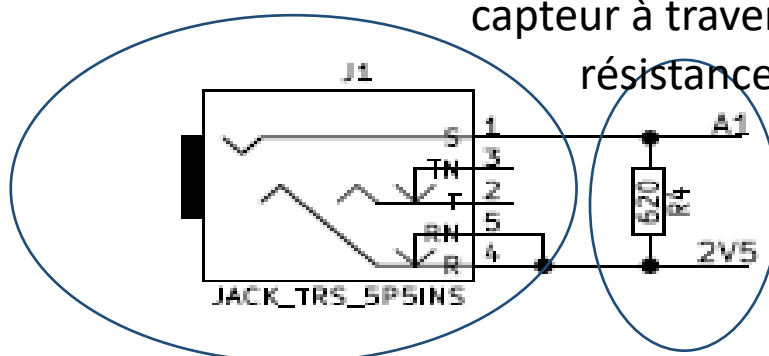 capteur à traver
résistance
J1
S 1
A1
TN 3
T 2
620
R4
RN 5
R 4
2V5
JACK_TRS_5P5INS